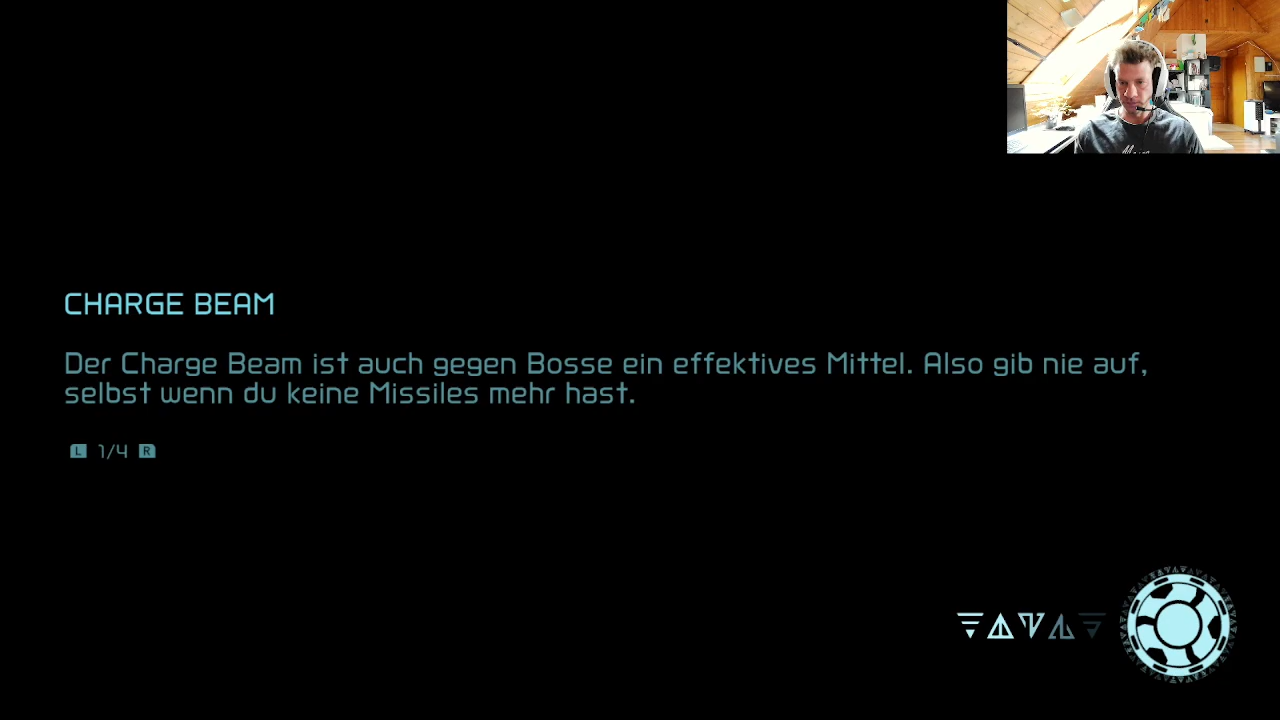 CHARGE BEAM
Der Charge Beam ist auch gegen Bosse ein effektives Mittel. Also gib nie auf,
selbst wenn du keine Missiles mehr hast.
L 1/4 R